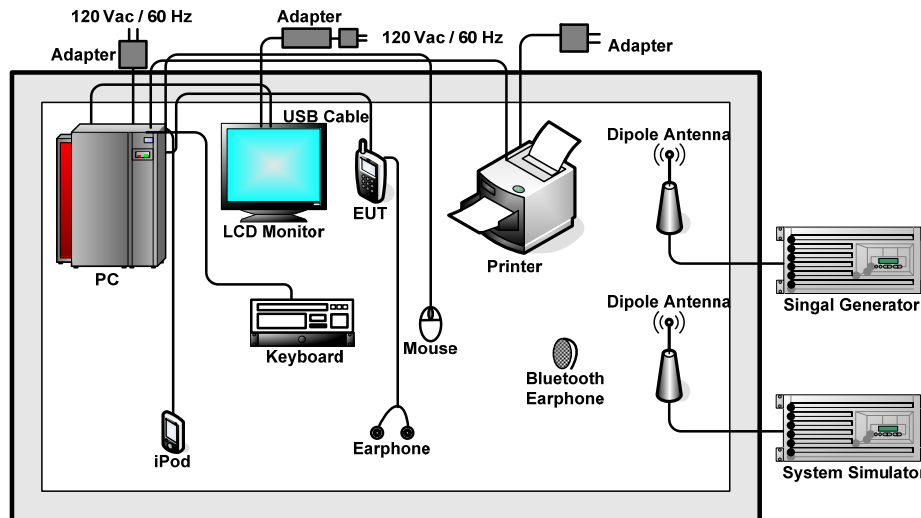 120 Vac / 60 Hz
Adapter
Adapter
120 Vac / 60 Hz
Adapter
USB Cable
Dipole Antenna
EUT
LCD Monitor
PC
Printer
Singal Generator
Dipole Antenna
Keyboard
Mouse
Bluetooth
Earphone
iPod
Earphone
System Simulator